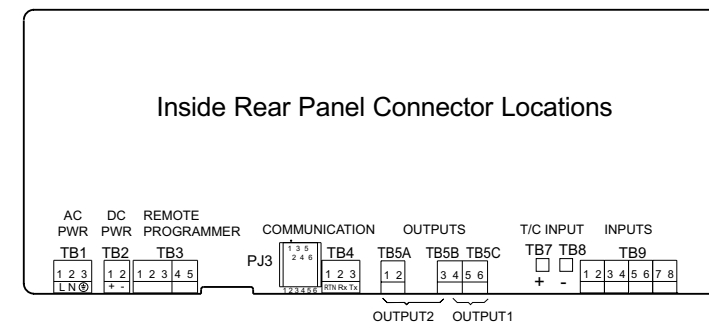 Inside Rear Panel Connector Locations
AC DC REMOTE
PWR PWR PROGRAMMER COMMUNICATION OUTPUTS T/C INPUT INPUTS
TB1 TB2 TB3 PJ3 TB4 TB5A TB5B TB5C TB7 TB8 TB9
1 3 5
2 4 6
1 2 3 1 2 1 2 3 4 5 1 2 3 1 2 3 4 5 6 1 2 3 4 5 6 7 8
L N + - 1 2 3 4 5 6 RTN Rx Tx + -
OUTPUT2 OUTPUT1